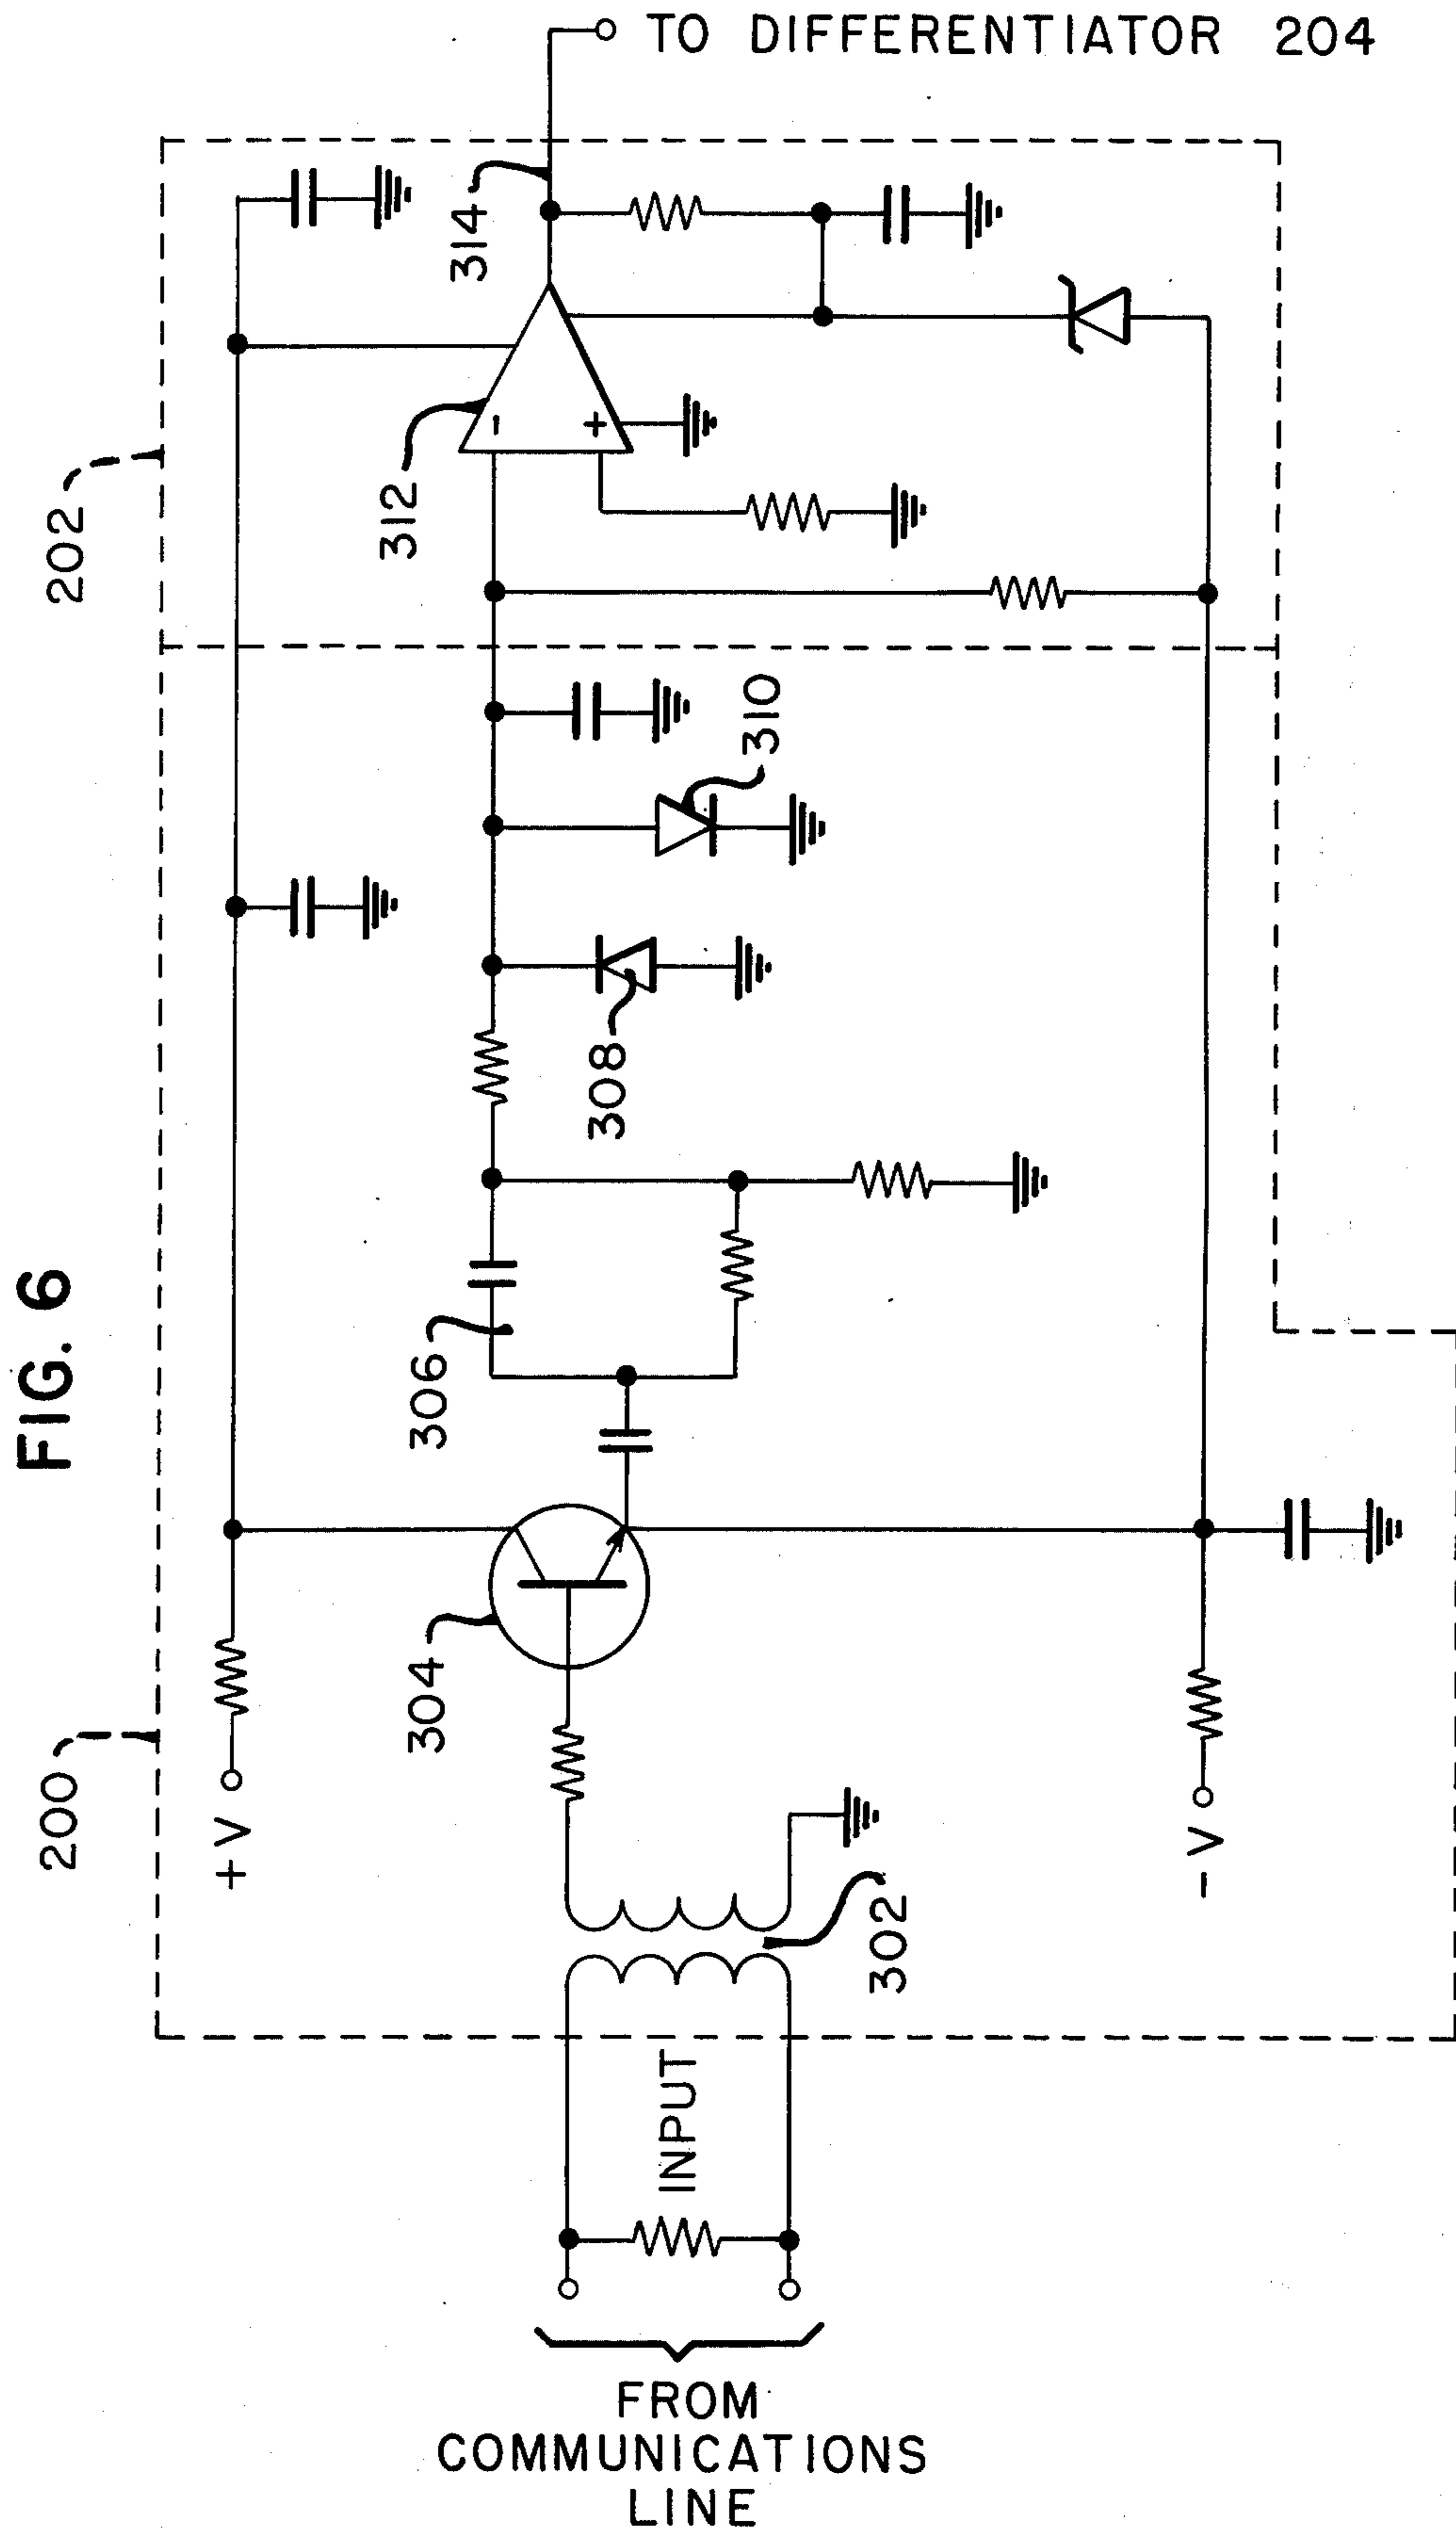 TO DIFFERENTIATOR 204
202
314
312
310
308
FIG. 6
306
304
200
+V
-V
302
INPUT
-
+
FROM
COMMUNICATIONS
LINE